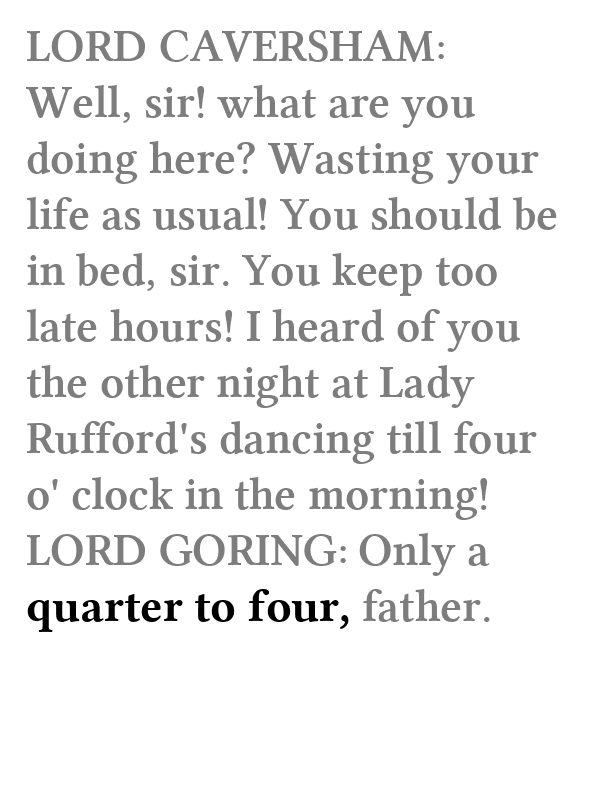 LORD CAVERSHAM:
Well, sir! what are you
doing here? Wasting your
life as usual! You should be
in bed, sir. You keep too
late hours! I heard of you
the other night at Lady
Rufford's dancing till four
o' clock in the morning!
LORD GORING: Only a
quarter to four, father.